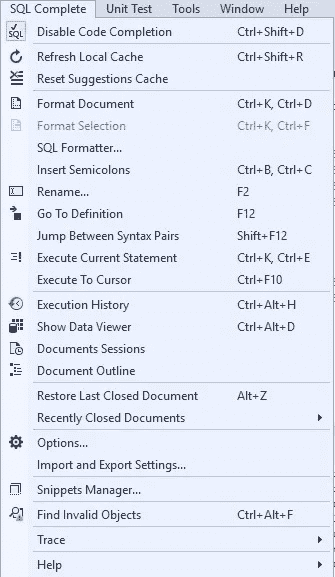 SQL Complete Unit Test Tools Window Help
SQL Disable Code Completion Ctrl+Shift+D
Refresh Local Cache Ctrl+Shift+R
Reset Suggestions Cache
Format Document Ctrl+K, Ctrl+D
Format Selection Ctrl+K, Ctrl+F
SQL Formatter...
Insert Semicolons Ctrl+B, Ctrl+C
Rename... F2
Go To Definition F12
Jump Between Syntax Pairs Shift+F12
Execute Current Statement Ctrl+K, Ctrl+E
Execute To Cursor Ctrl+F10
Execution History Ctrl+Alt+H
Show Data Viewer Ctrl+Alt+D
Documents Sessions
Document Outline
Restore Last Closed Document Alt+Z
Recently Closed Documents
Options...
Import and Export Settings...
Snippets Manager...
Find Invalid Objects Ctrl+Alt+F
Trace
Help